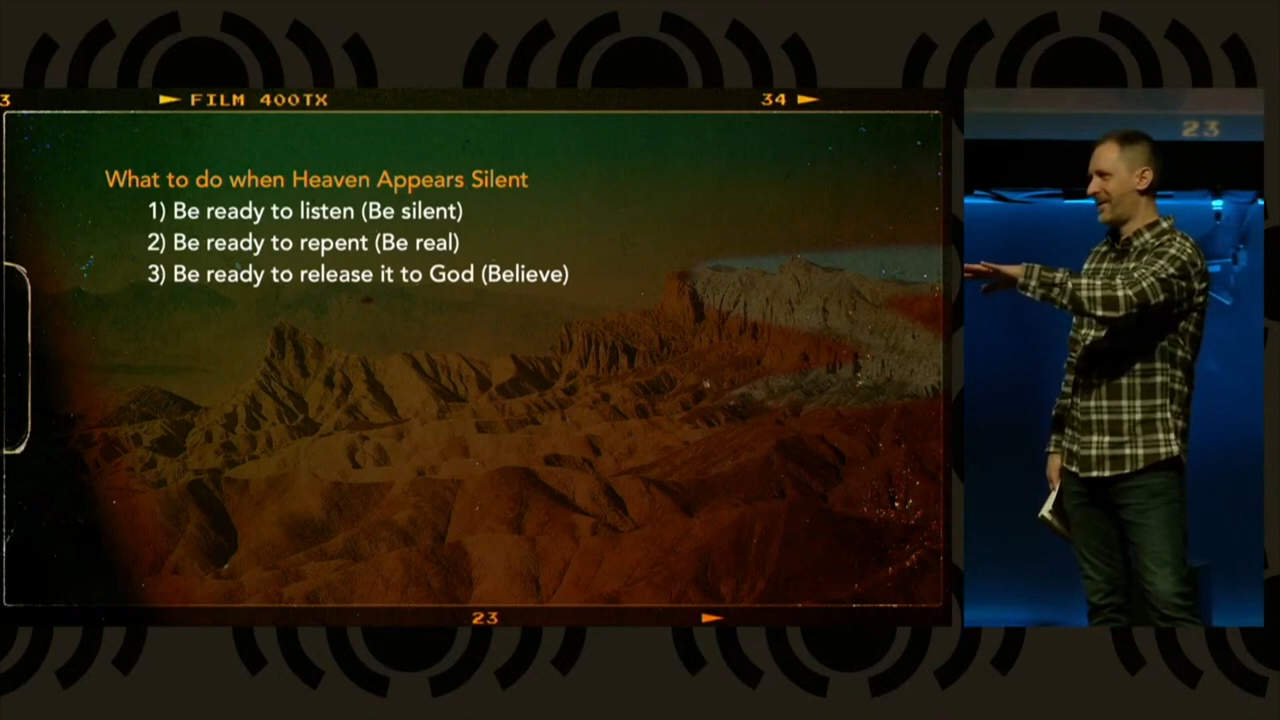 3 FILM 400TX 34
23
What to do when Heaven Appears Silent
1) Be ready to listen (Be silent)
2) Be ready to repent (Be real)
3) Be ready to release it to God (Believe)
23